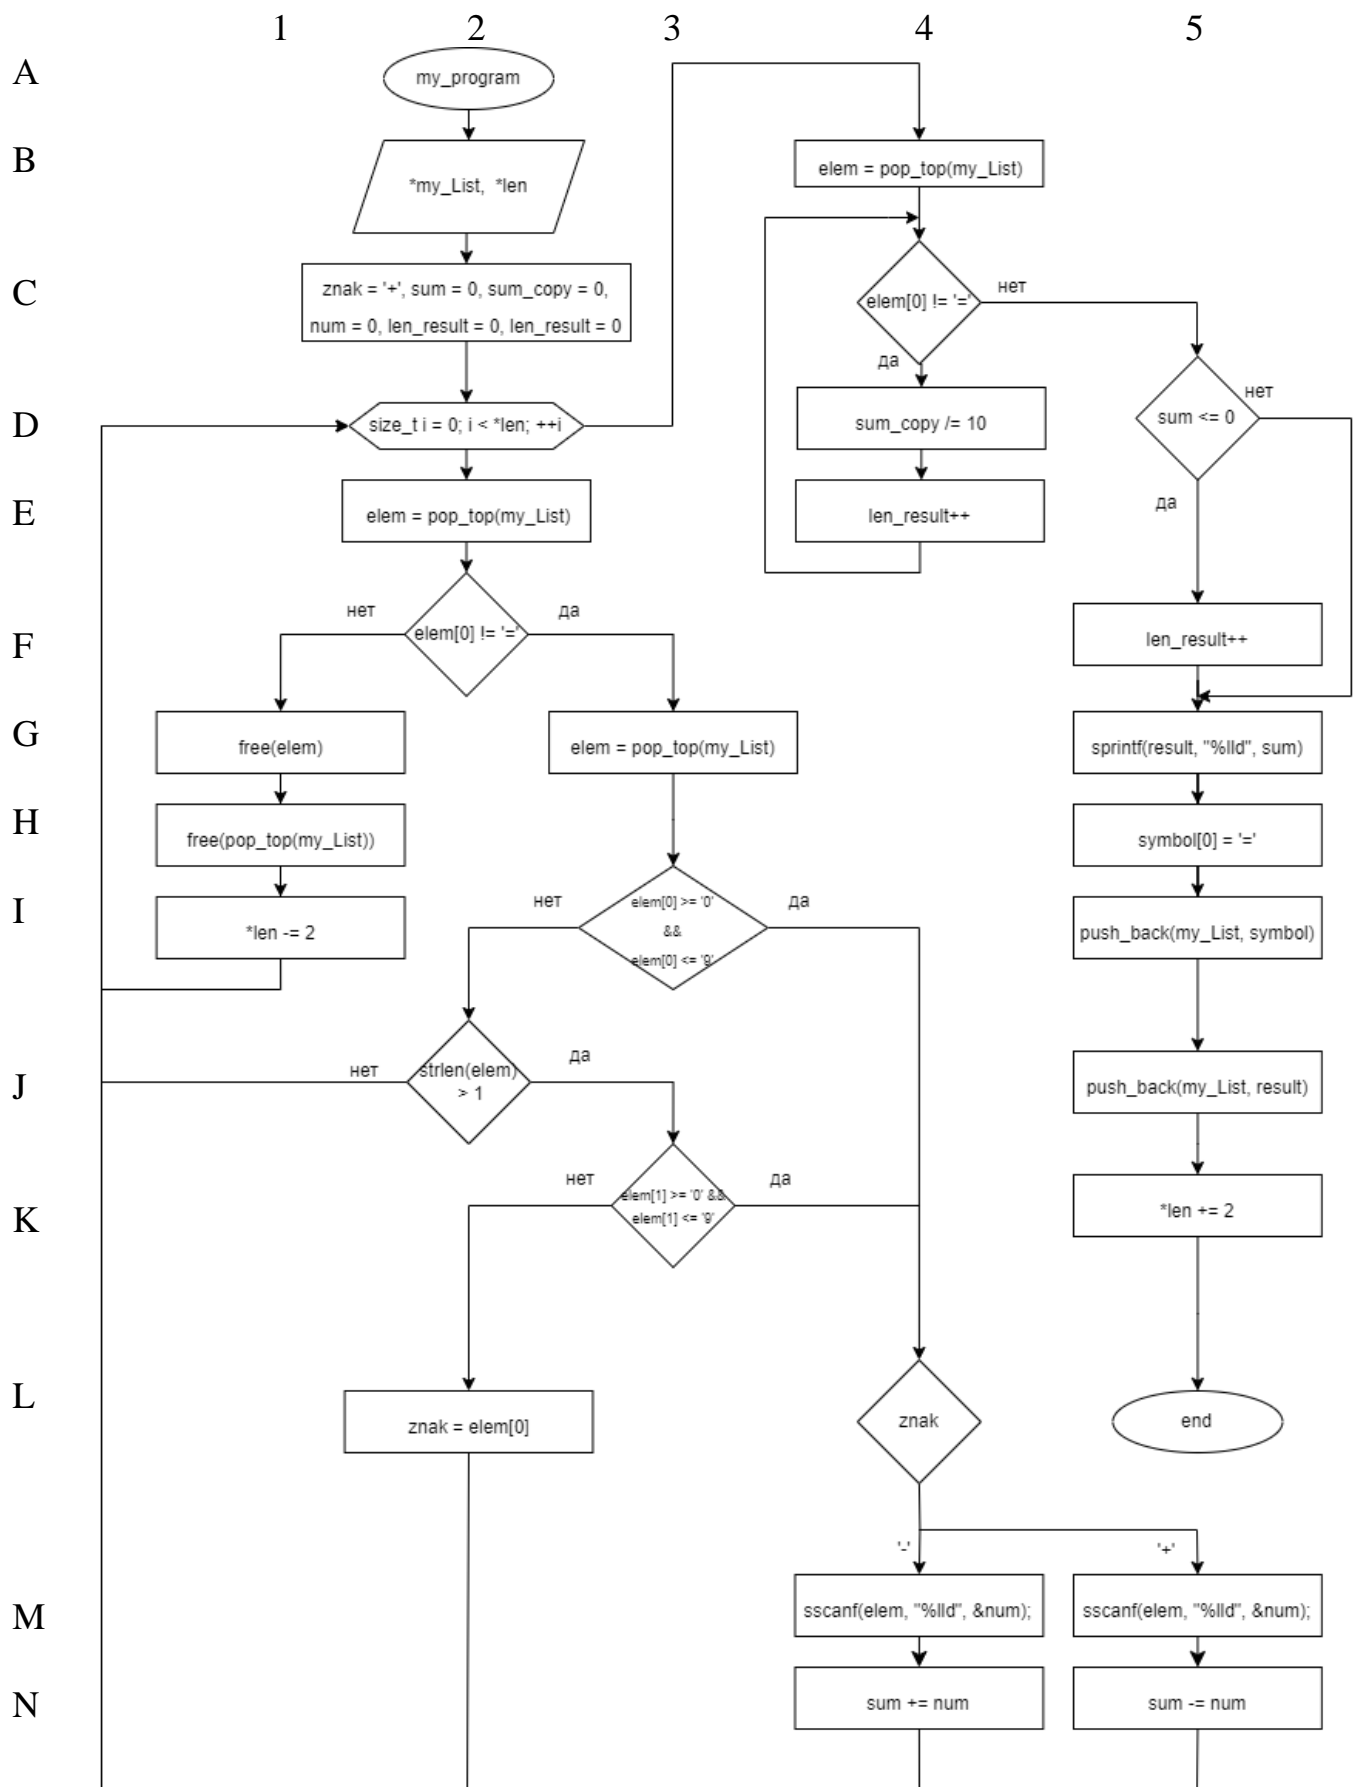 1 2 3 4 5
A
my_program
B
*my_List, *len
elem = pop_top(my_List)
C
znak = '+', sum = 0, sum_copy = 0,
num = 0, len_result = 0, len_result = 0
elem[0] != '='
нет
да
D
size_t i = 0; i < *len; ++i
sum_copy /= 10
sum <= 0
нет
да
E
elem = pop_top(my_List)
len_result++
нет
да
F
elem[0] != '='
len_result++
G
free(elem)
elem = pop_top(my_List)
sprintf(result, "%lld", sum)
H
free(pop_top(my_List))
symbol[0] = '='
I
*len -= 2
нет
elem[0] >= '0'
&&
elem[0] <= '9'
да
push_back(my_List, symbol)
J
нет
strlen(elem)
> 1
да
push_back(my_List, result)
K
нет
elem[1] >= '0' &&
elem[1] <= '9'
да
*len += 2
L
znak = elem[0]
znak
end
'-'
'+'
M
sscanf(elem, "%lld", &num);
sscanf(elem, "%lld", &num);
N
sum += num
sum -= num